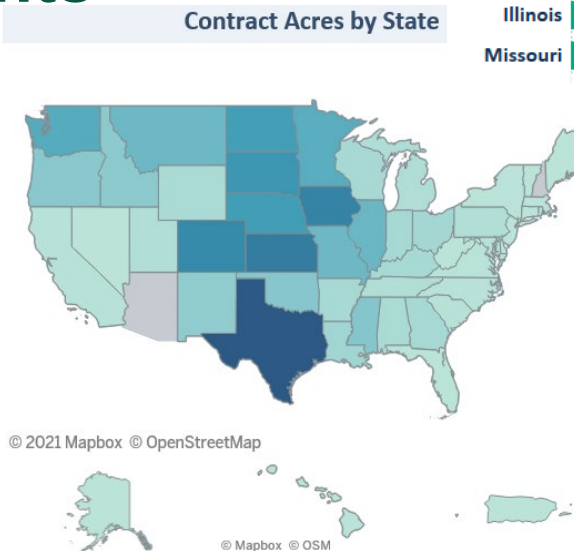 Contract Acres by State
Illinois
Missouri
© 2021 Mapbox © OpenStreetMap
© Mapbox © OSM